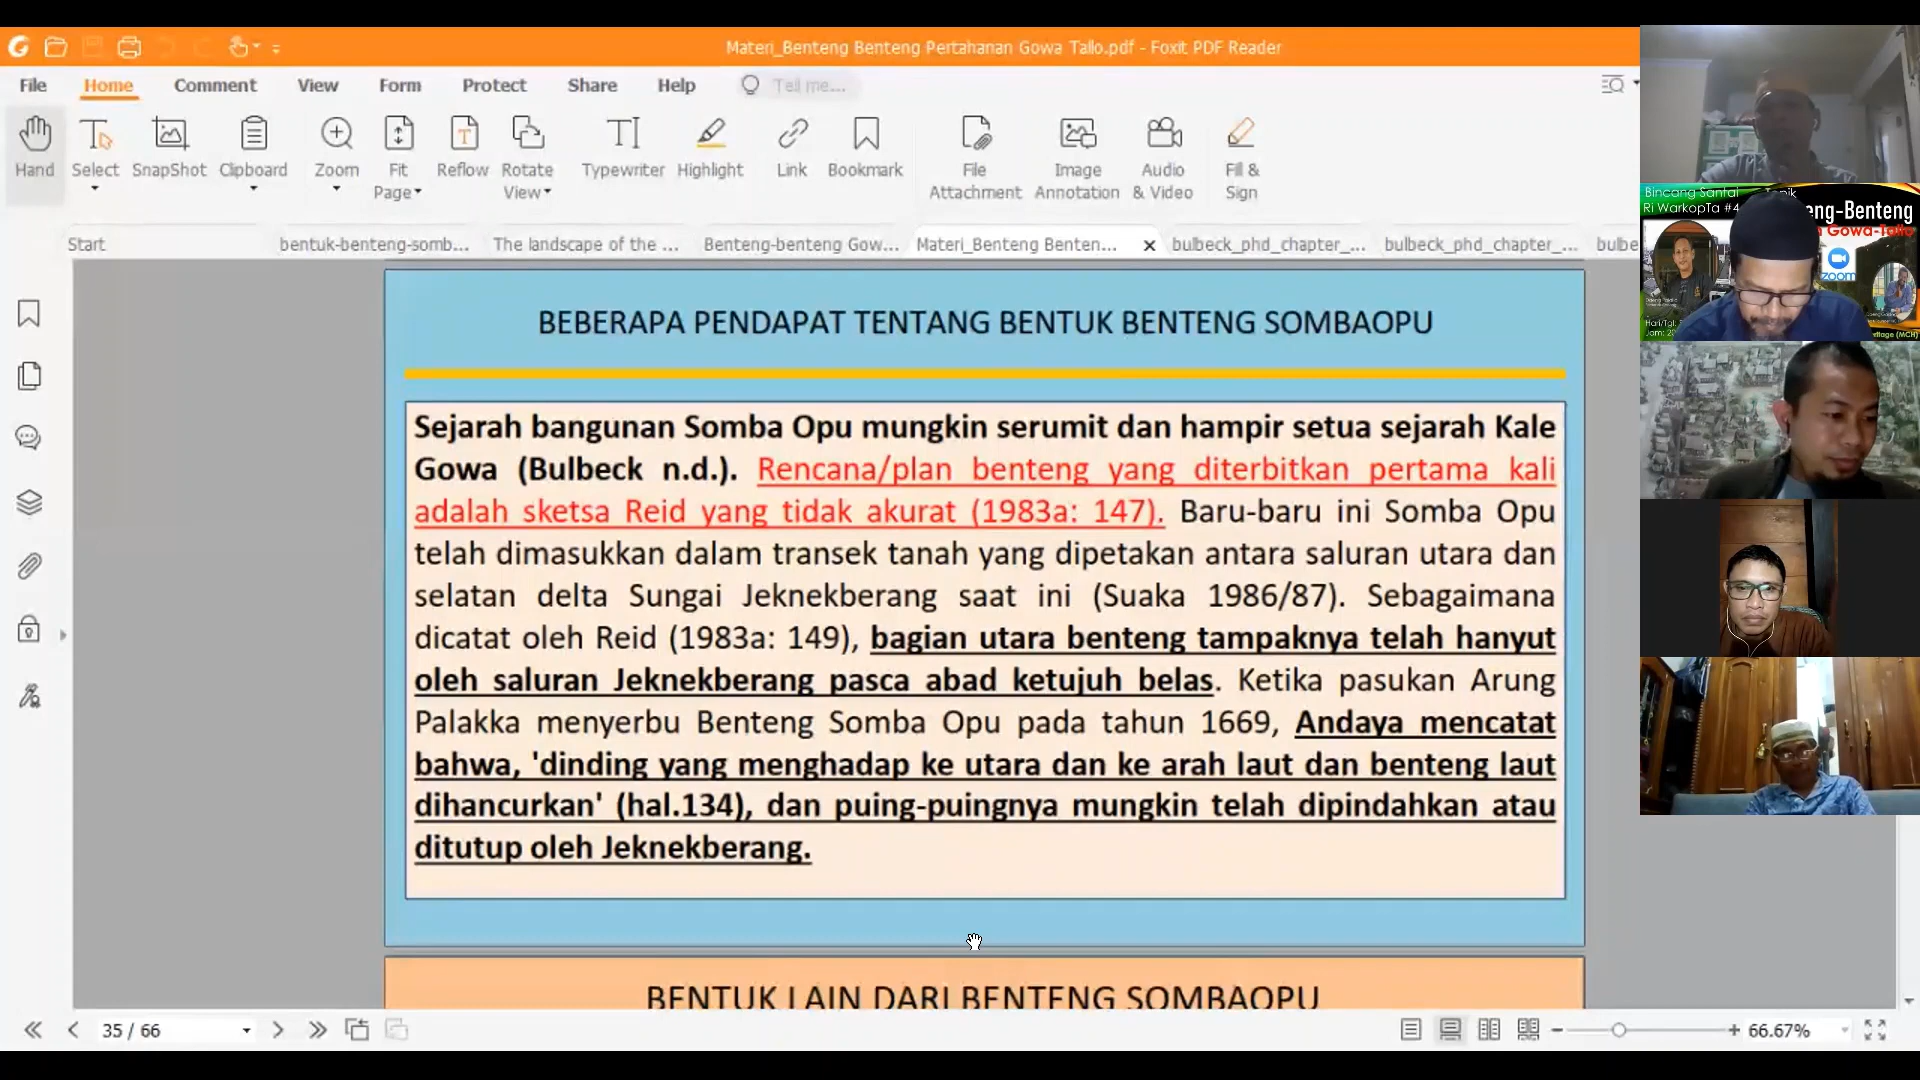 Materi_Benteng Benteng Pertahanan Gowa Tallo.pdf - Foxit PDF Reader
File Home Comment View Form Protect Share Help Tell me...
Hand Select SnapShot Clipboard Zoom Fit Page Reflow Rotate View Typewriter Highlight Link Bookmark File Attachment Image Annotation Audio & Video Fill & Sign
Start bentuk-benteng-somb... The landscape of the ... Benteng-benteng Gow... Materi_Benteng Benten... bulbeck_phd_chapter_... bulbeck_phd_chapter_... bulbe
BEBERAPA PENDAPAT TENTANG BENTUK BENTENG SOMBAOPU
Sejarah bangunan Somba Opu mungkin serumit dan hampir setua sejarah Kale
Gowa (Bulbeck n.d.). Rencana/plan benteng yang diterbitkan pertama kali
adalah sketsa Reid yang tidak akurat (1983a: 147). Baru-baru ini Somba Opu
telah dimasukkan dalam transek tanah yang dipetakan antara saluran utara dan
selatan delta Sungai Jeknekberang saat ini (Suaka 1986/87). Sebagaimana
dicatat oleh Reid (1983a: 149), bagian utara benteng tampaknya telah hanyut
oleh saluran Jeknekberang pasca abad ketujuh belas. Ketika pasukan Arung
Palakka menyerbu Benteng Somba Opu pada tahun 1669, Andaya mencatat
bahwa, 'dinding yang menghadap ke utara dan ke arah laut dan benteng laut
dihancurkan' (hal.134), dan puing-puingnya mungkin telah dipindahkan atau
ditutup oleh Jeknekberang.
BENTUK LAIN DARI BENTENG SOMBAOPU
35 / 66
66.67%
Bincang Santai
Ri WarkopTa #4
eng-Benteng
Gowa-Tallo
zoom
Hari/Tgl:
(MCH)